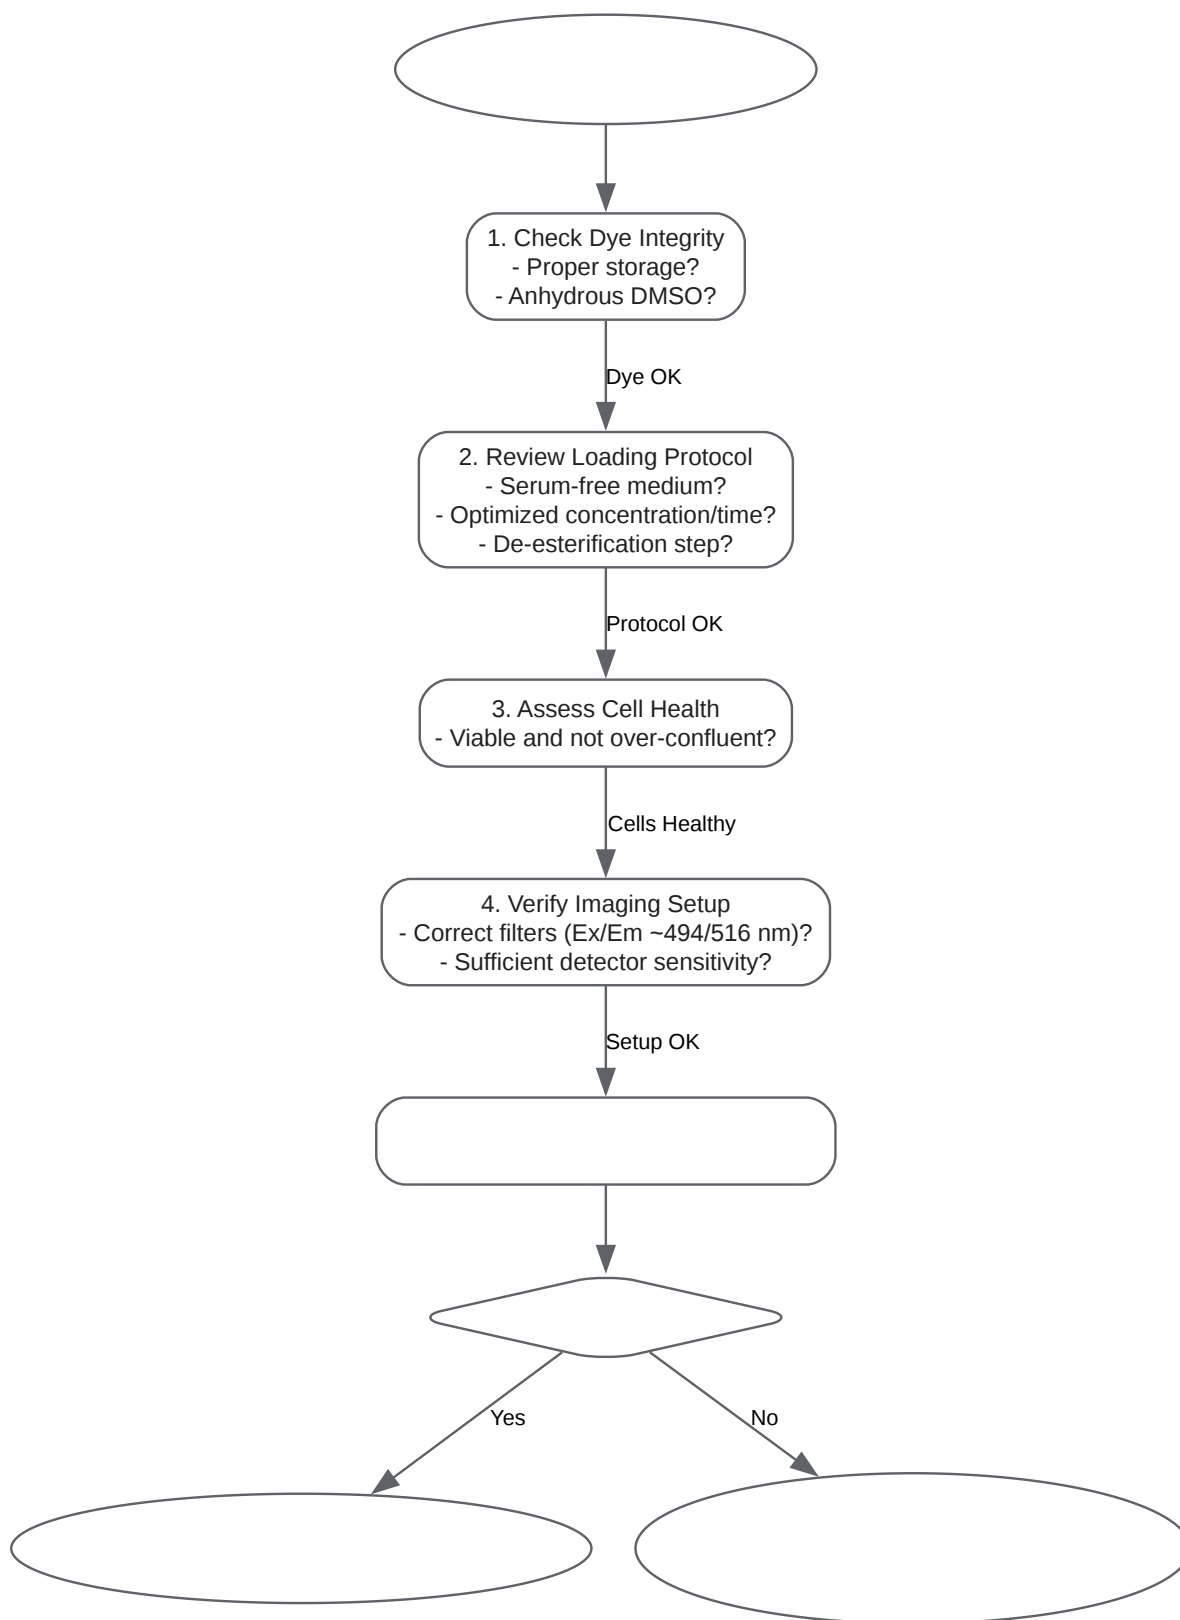 1. Check Dye Integrity
- Proper storage?
- Anhydrous DMSO?
Dye OK
2. Review Loading Protocol
- Serum-free medium?
- Optimized concentration/time?
- De-esterification step?
Protocol OK
3. Assess Cell Health
- Viable and not over-confluent?
Cells Healthy
4. Verify Imaging Setup
- Correct filters (Ex/Em ~494/516 nm)?
- Sufficient detector sensitivity?
Setup OK
Yes
No